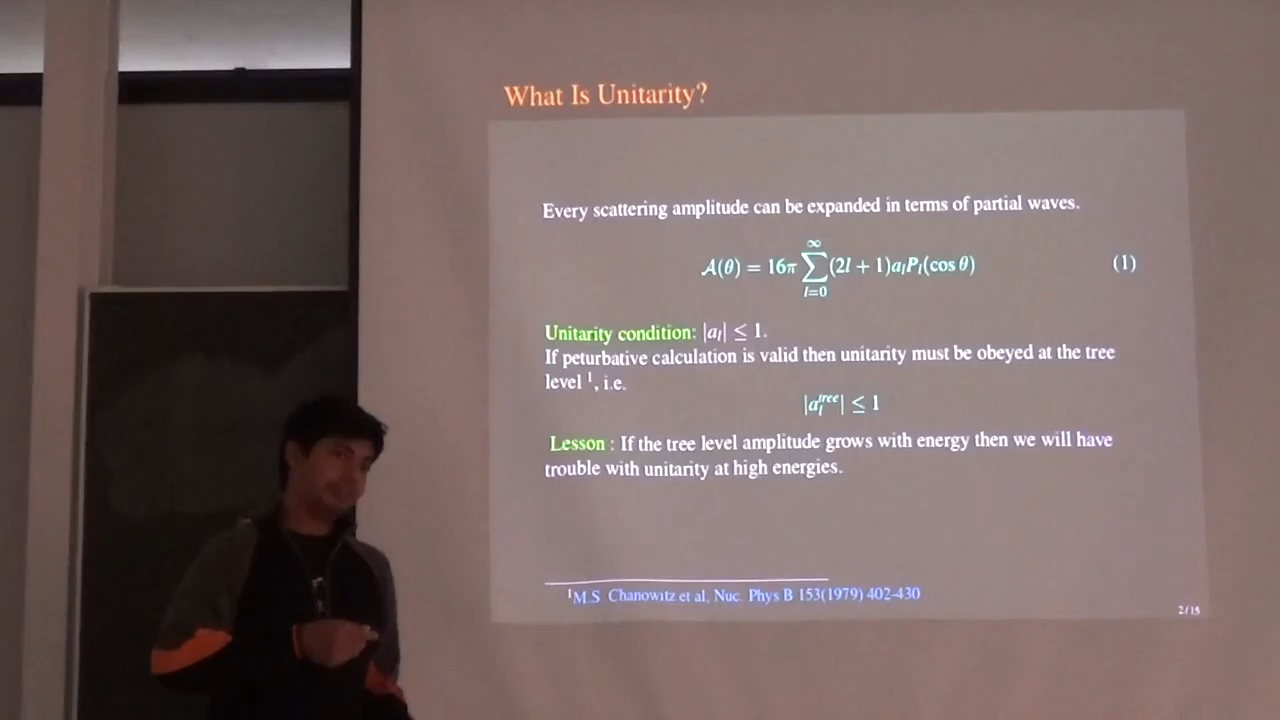 What Is Unitarity?
Every scattering amplitude can be expanded in terms of partial waves.
𝒜(θ) = 16π ∑_{l=0}^{∞} (2l + 1)a_l P_l(cos θ) (1)
Unitarity condition: |a_l| ≤ 1.
If peturbative calculation is valid then unitarity must be obeyed at the tree
level ¹, i.e.
|a_l^{tree}| ≤ 1
Lesson : If the tree level amplitude grows with energy then we will have
trouble with unitarity at high energies.
¹M.S Chanowitz et al, Nuc. Phys B 153(1979) 402-430
2/15